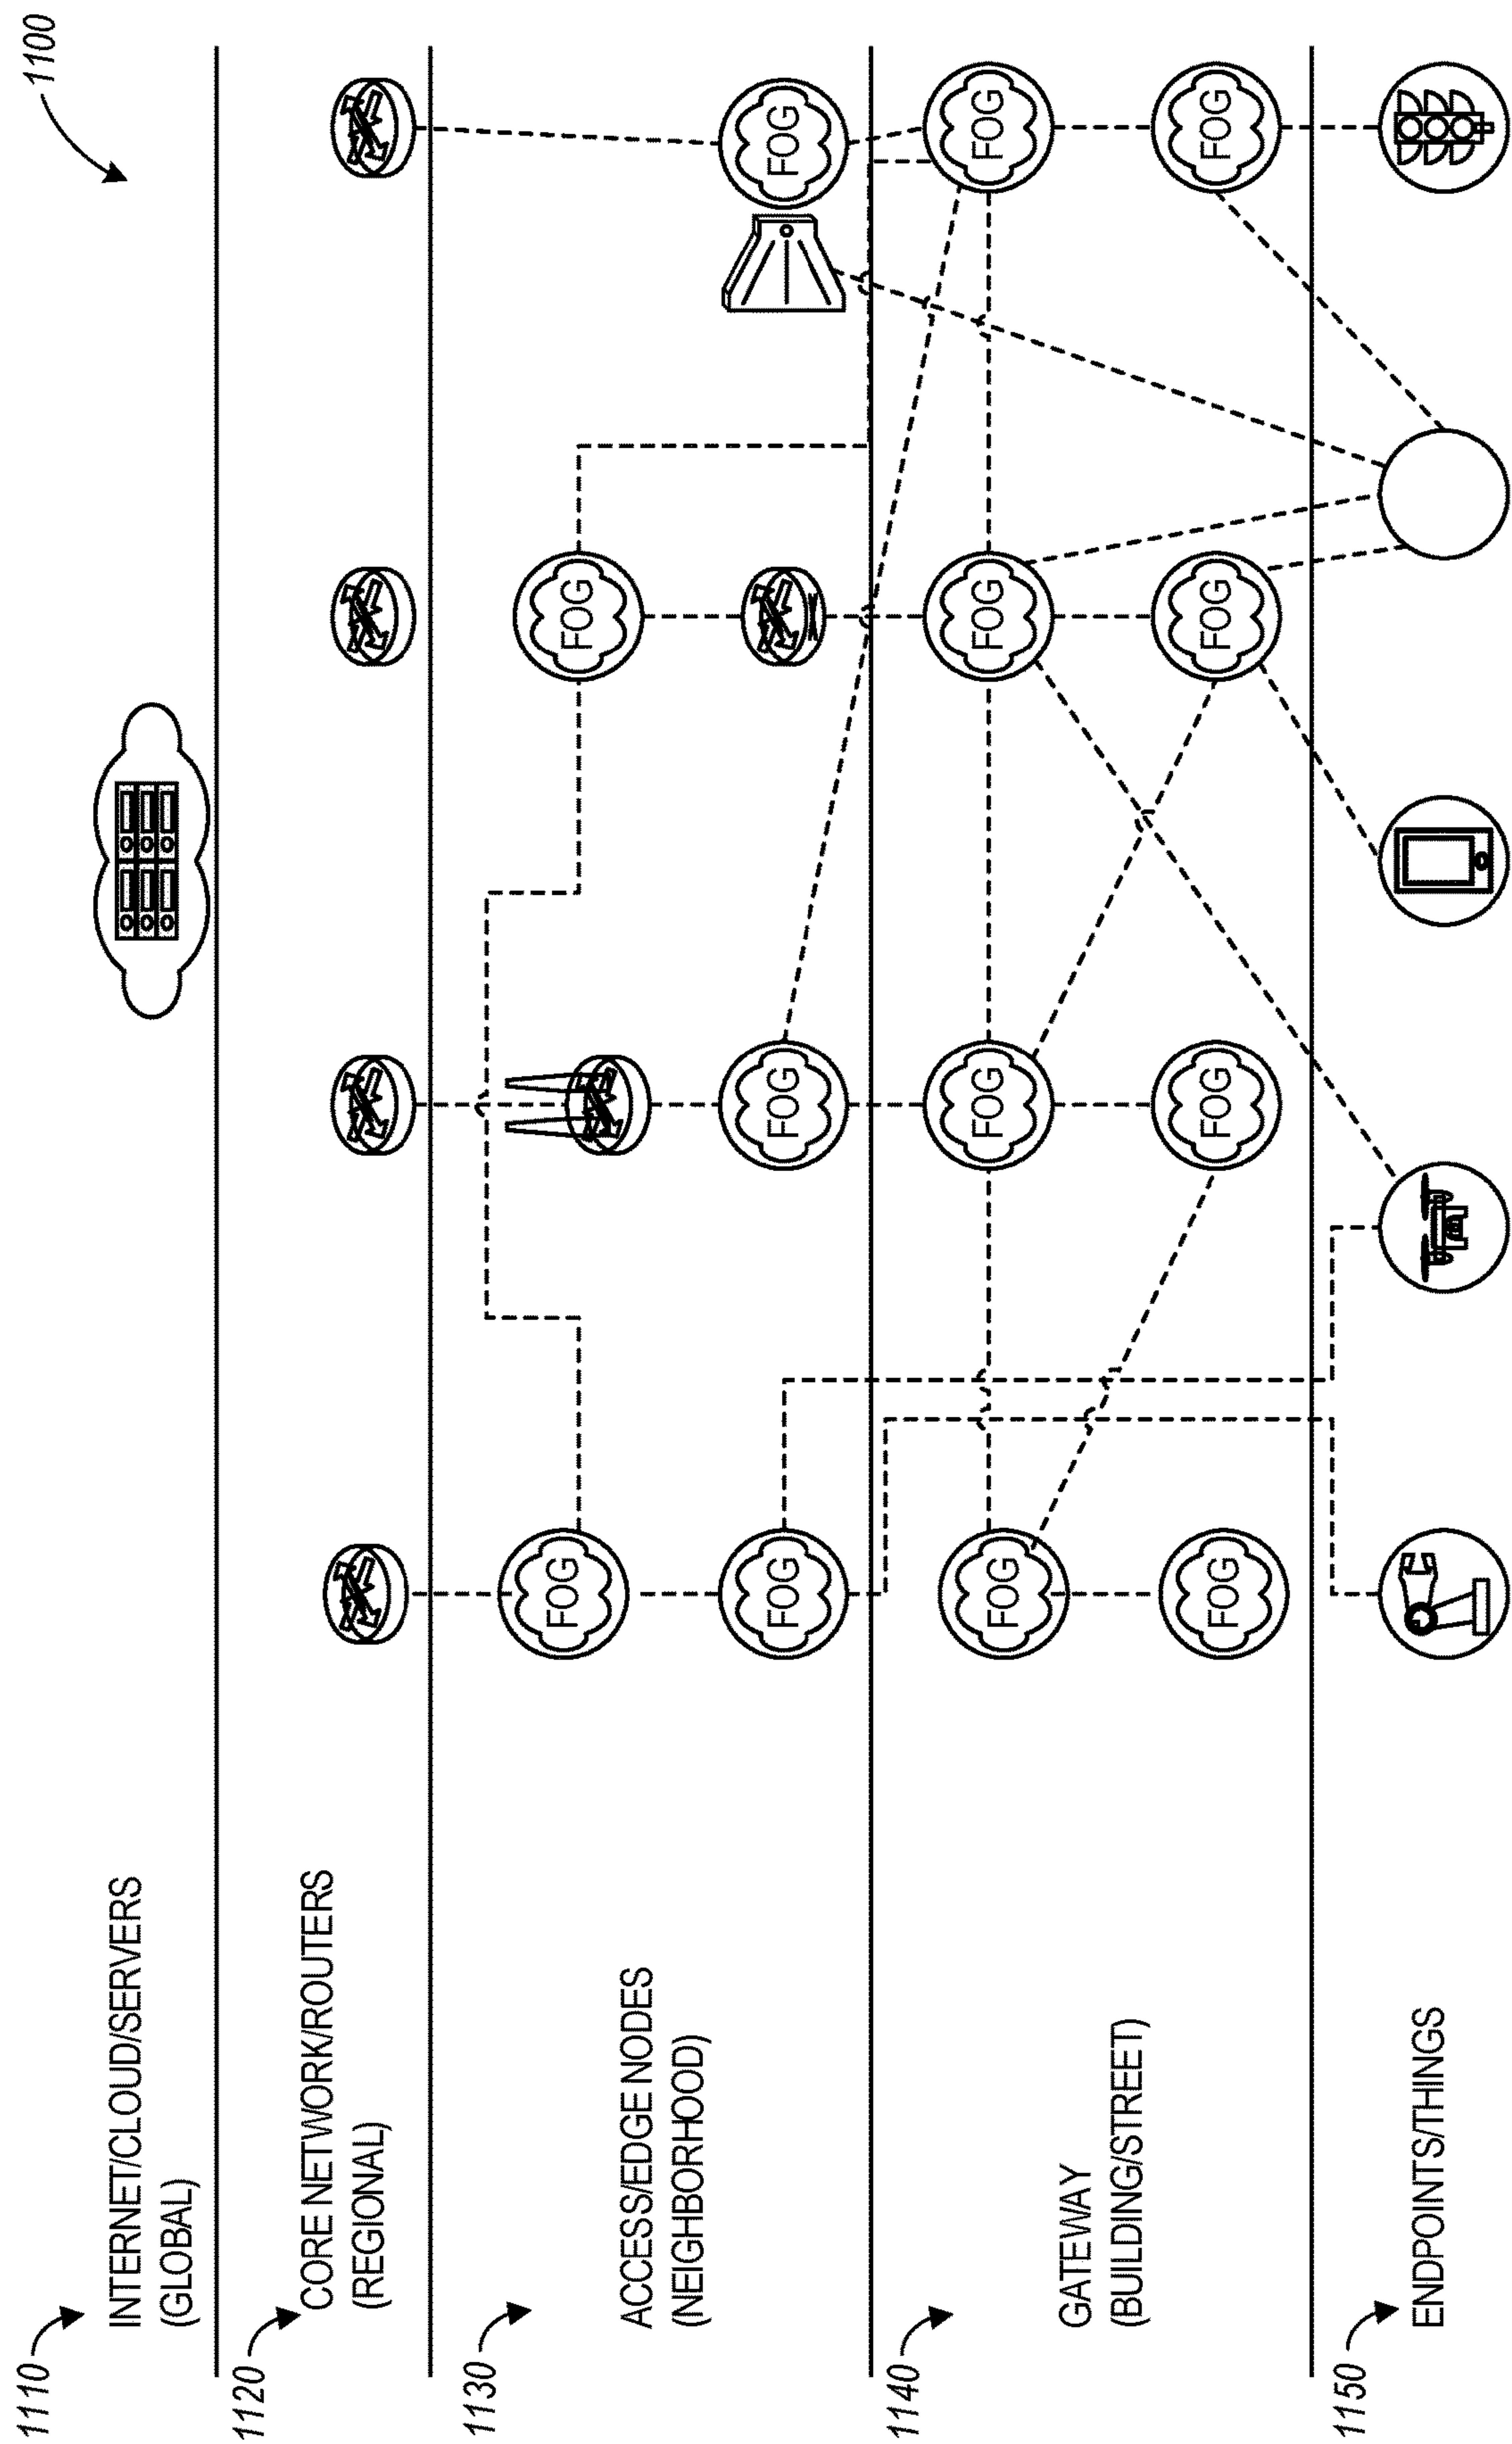 1100
1110
INTERNET/CLOUD/SERVERS
(GLOBAL)
1120
CORE NETWORK/ROUTERS
(REGIONAL)
1130
ACCESS/EDGE NODES
(NEIGHBORHOOD)
FOG
FOG
FOG
FOG
FOG
1140
GATEWAY
(BUILDING/STREET)
FOG
FOG
FOG
FOG
FOG
FOG
FOG
FOG
1150
ENDPOINTS/THINGS